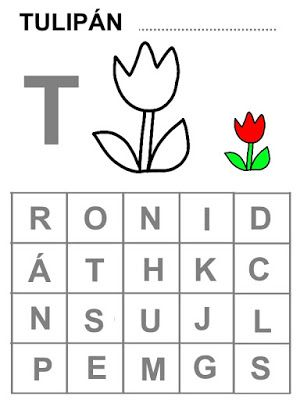 TULIPÁN
T
R O N I D
Á T H K C
N S U J L
P E M G S